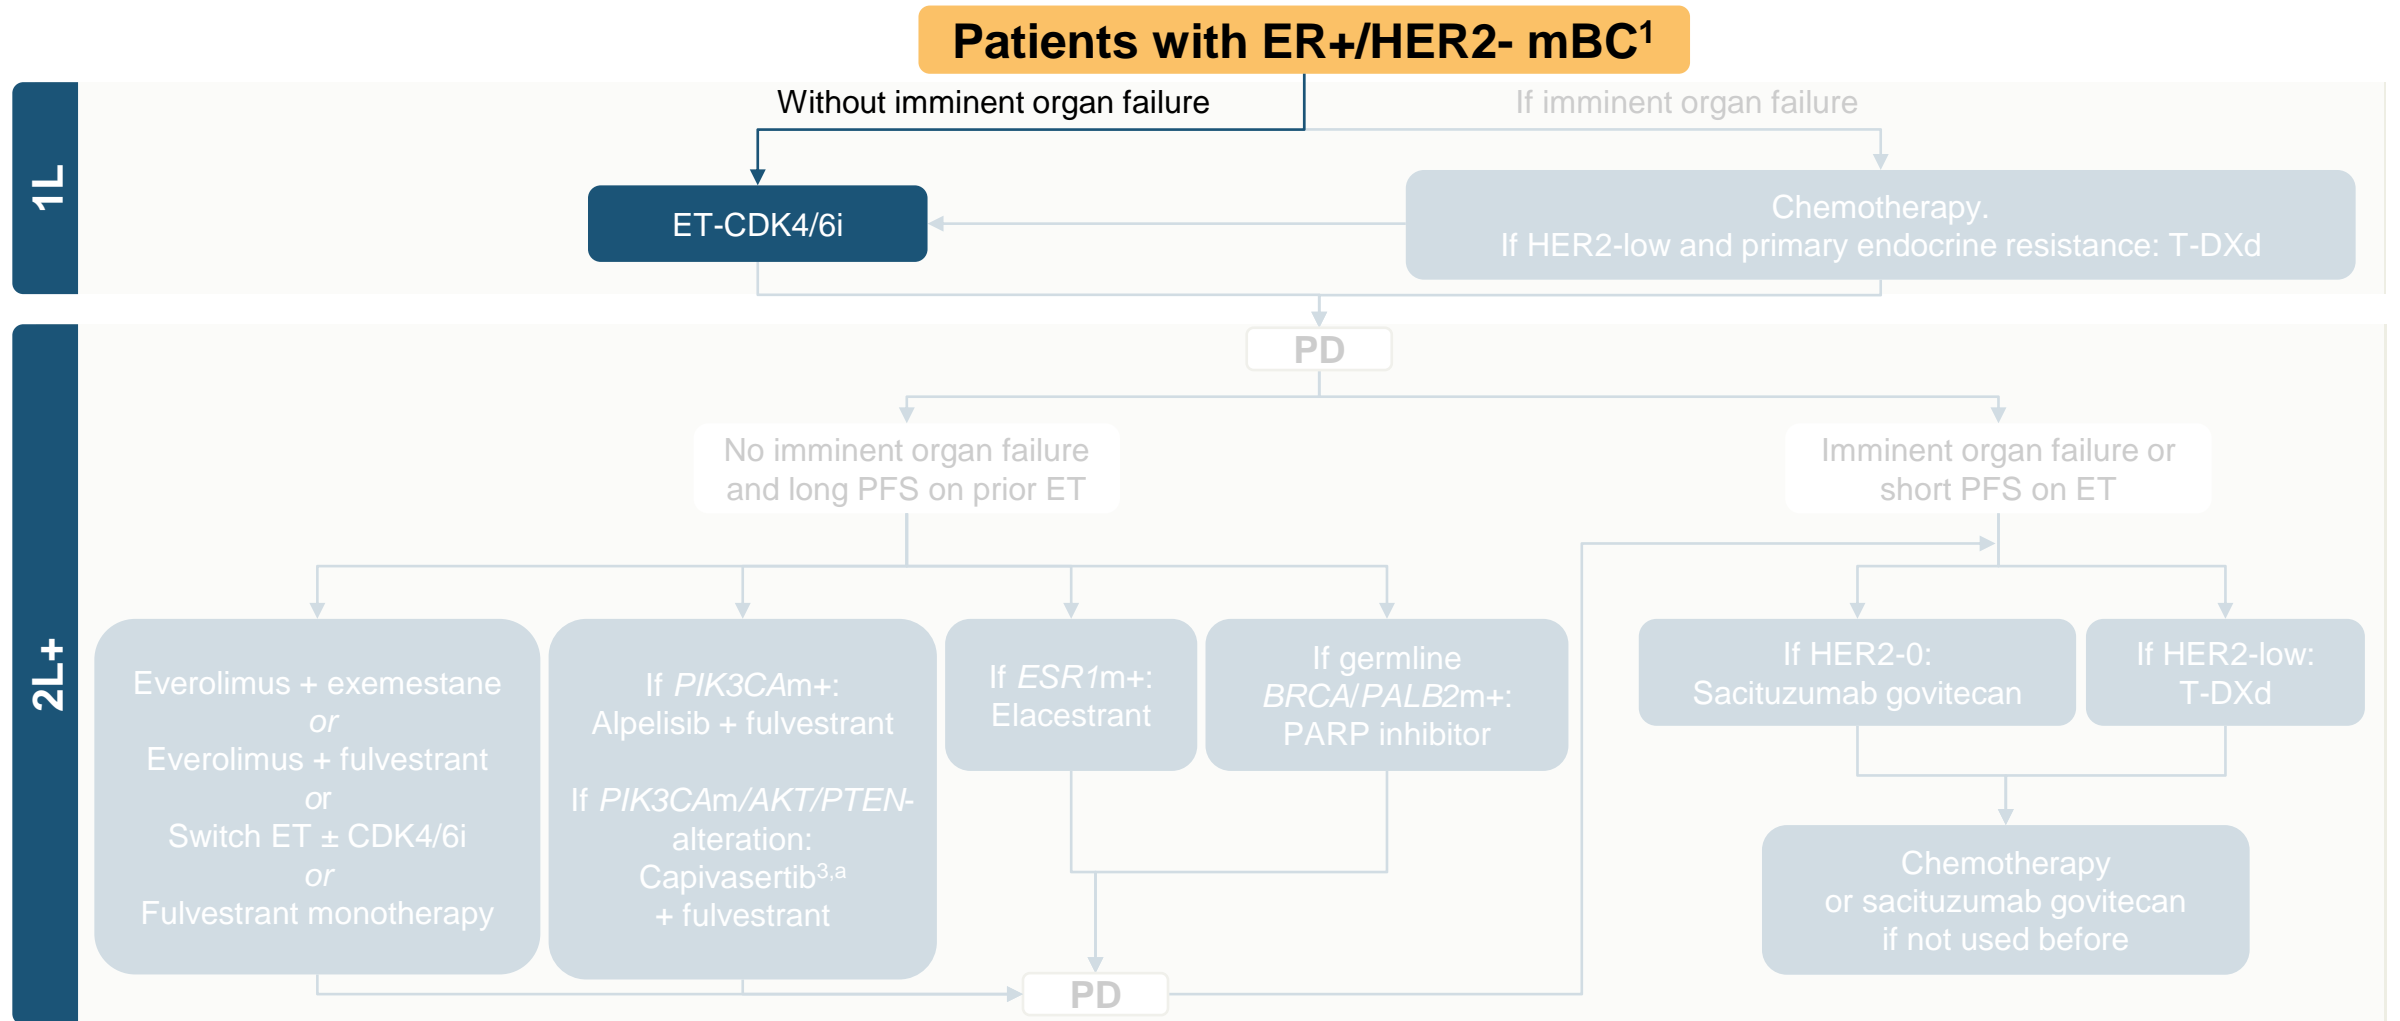 Patients with ER+/HER2- mBC¹
Without imminent organ failure
If imminent organ failure
1L
ET-CDK4/6i
Chemotherapy.
If HER2-low and primary endocrine resistance: T-DXd
2L+
PD
No imminent organ failure
and long PFS on prior ET
Imminent organ failure or
short PFS on ET
Everolimus + exemestane
or
Everolimus + fulvestrant
or
Switch ET ± CDK4/6i
or
Fulvestrant monotherapy
If PIK3CAm+:
Alpelisib + fulvestrant
If PIK3CAm/AKT/PTEN-
alteration:
Capivasertib³,ᵃ
+ fulvestrant
If ESR1m+:
Elacestrant
If germline
BRCA/PALB2m+:
PARP inhibitor
If HER2-0:
Sacituzumab govitecan
If HER2-low:
T-DXd
Chemotherapy
or sacituzumab govitecan
if not used before
PD